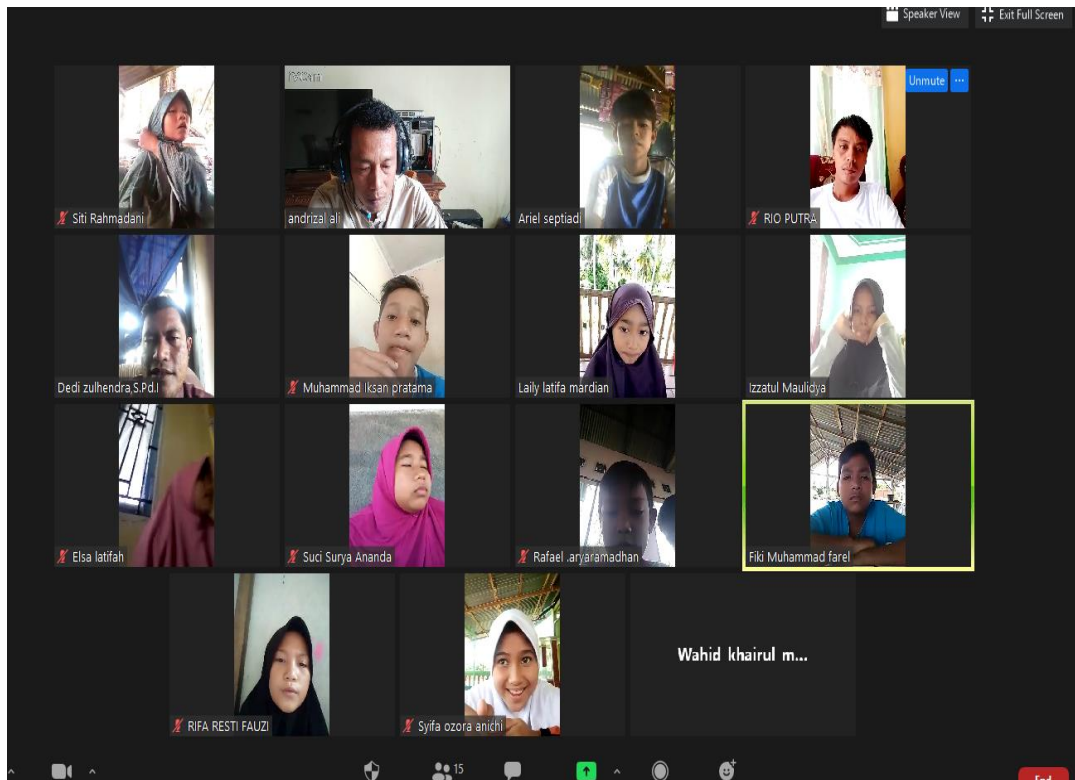 Speaker View
Exit Full Screen
Unmute
Siti Rahmadani
andrizal ali
Ariel septiadi
RIO PUTRA
Dedi zulhendra,S.Pd.I
Muhammad Iksan pratama
Laily latifa mardian
Izzatul Maulidya
Elsa latifah
Suci Surya Ananda
Rafael .aryaramadhan
Fiki Muhammad farel
Wahid khairul m...
RIFA RESTI FAUZI
Syifa ozora anichi
15
End